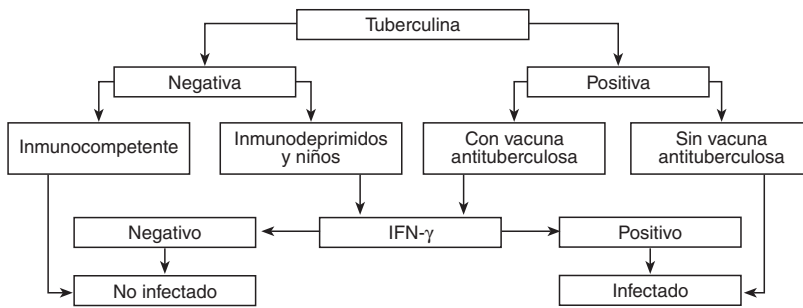 Tuberculina
Negativa
Positiva
Inmunocompetente
Inmunodeprimidos
y niños
Con vacuna
antituberculosa
Sin vacuna
antituberculosa
Negativo
IFN-γ
Positivo
No infectado
Infectado